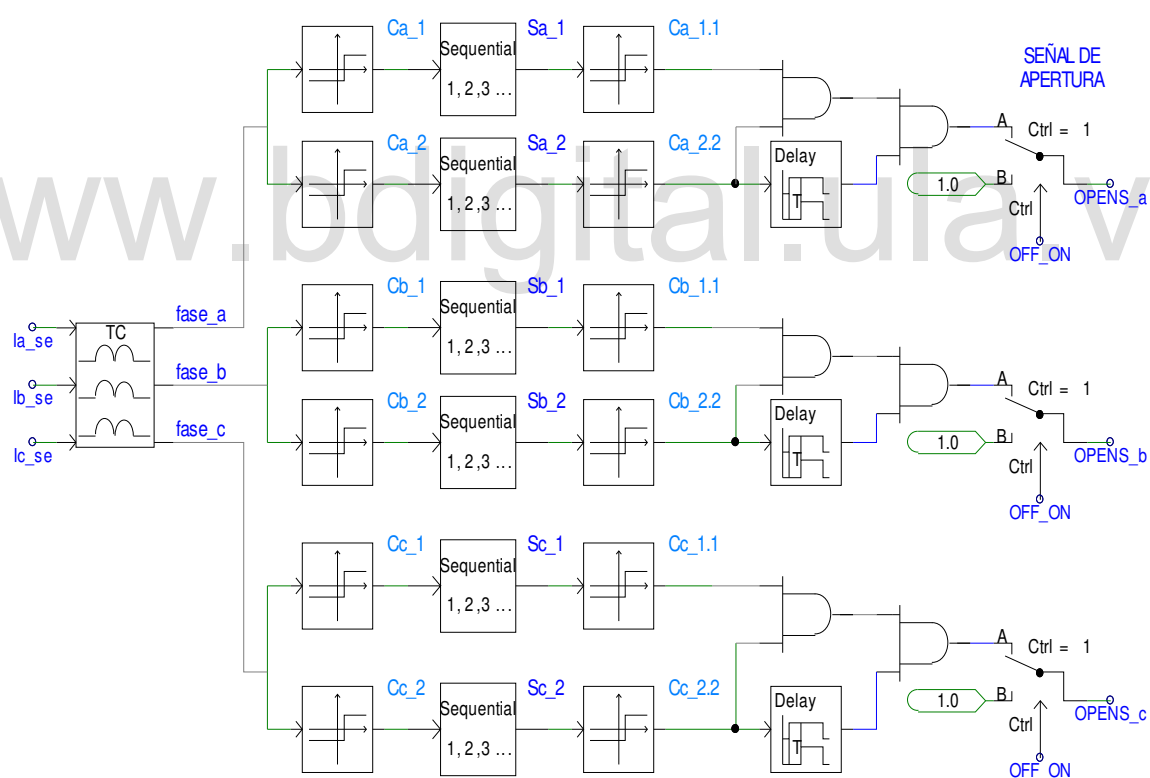 Ca_1
Sa_1
Ca_1.1
Sequential
1, 2, 3 ...
SEÑAL DE
APERTURA
A
Ctrl = 1
Ca_2
Sa_2
Ca_2.2
Sequential
1, 2, 3 ...
Delay
T
1.0
B
Ctrl
OPENS_a
OFF_ON
www.bdigital.ula.v
Cb_1
Sb_1
Cb_1.1
Sequential
1, 2, 3 ...
TC
Ia_se
Ib_se
Ic_se
fase_a
fase_b
fase_c
A
Ctrl = 1
Cb_2
Sb_2
Cb_2.2
Sequential
1, 2, 3 ...
Delay
T
1.0
B
Ctrl
OPENS_b
OFF_ON
Cc_1
Sc_1
Cc_1.1
Sequential
1, 2, 3 ...
A
Ctrl = 1
Cc_2
Sc_2
Cc_2.2
Sequential
1, 2, 3 ...
Delay
T
1.0
B
Ctrl
OPENS_c
OFF_ON